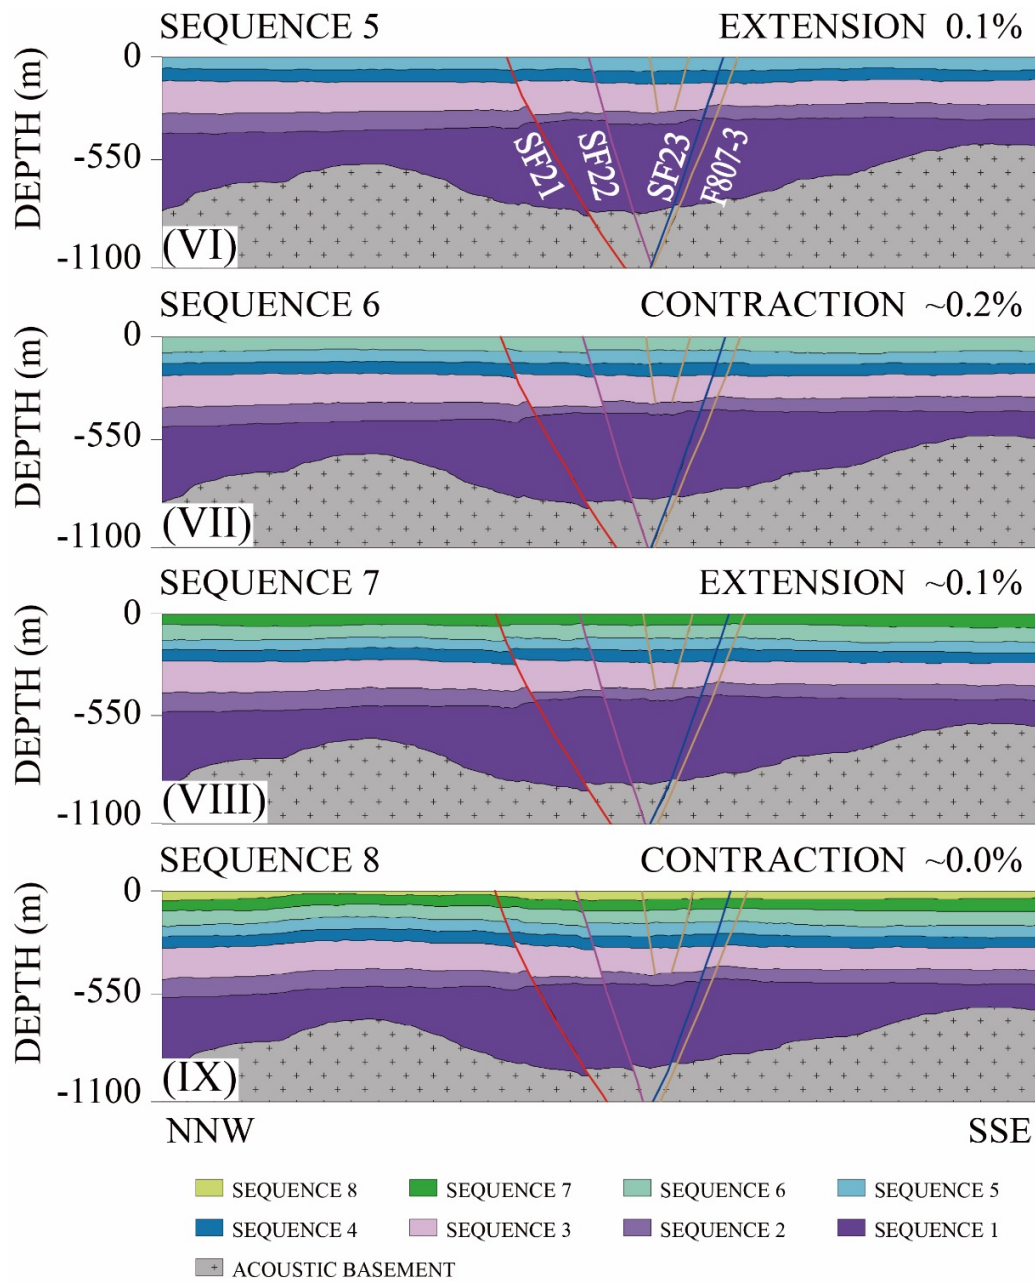 SEQUENCE 5 EXTENSION 0.1%
DEPTH (m)
0
-550
-1100
SF21
SF22
SF23
F807-3
(VI)
SEQUENCE 6 CONTRACTION ~0.2%
DEPTH (m)
0
-550
-1100
(VII)
SEQUENCE 7 EXTENSION ~0.1%
DEPTH (m)
0
-550
-1100
(VIII)
SEQUENCE 8 CONTRACTION ~0.0%
DEPTH (m)
0
-550
-1100
(IX)
NNW SSE
SEQUENCE 8 SEQUENCE 7 SEQUENCE 6 SEQUENCE 5
SEQUENCE 4 SEQUENCE 3 SEQUENCE 2 SEQUENCE 1
ACOUSTIC BASEMENT